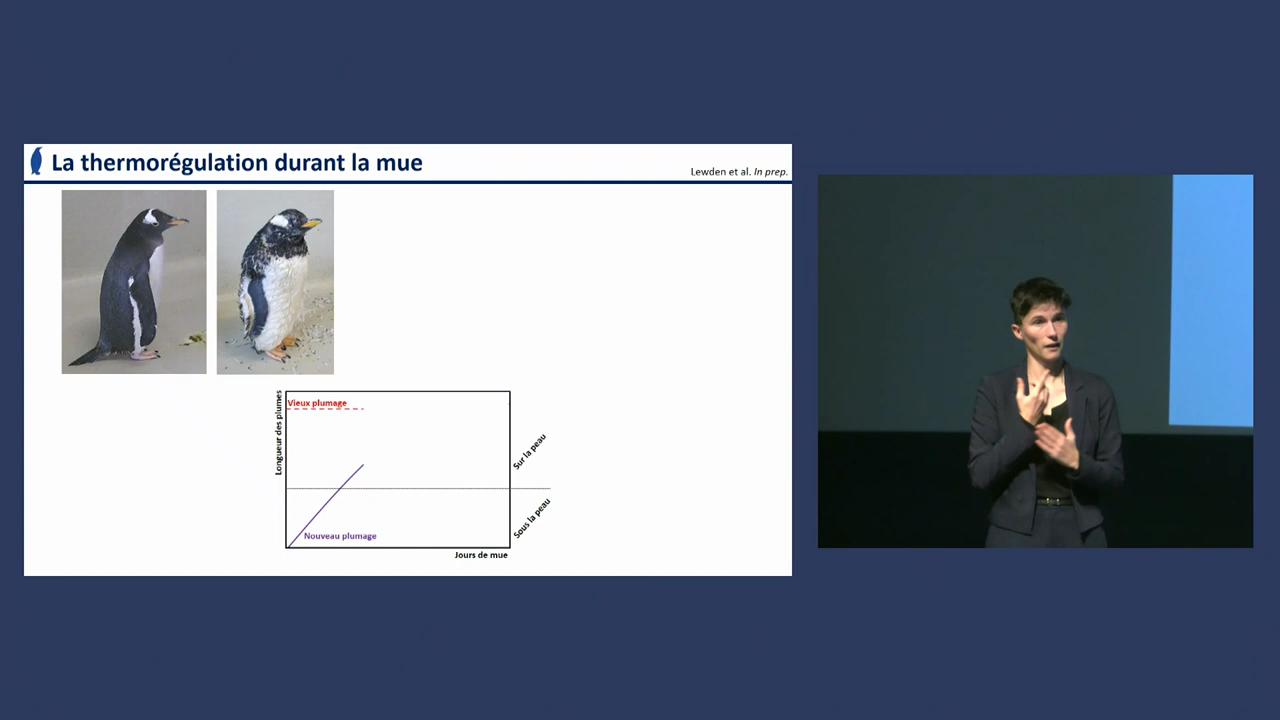 La thermorégulation durant la mue
Lewden et al. In prep.
Longueur des plumes
Vieux plumage
Nouveau plumage
Sur la peau
Sous la peau
Jours de mue